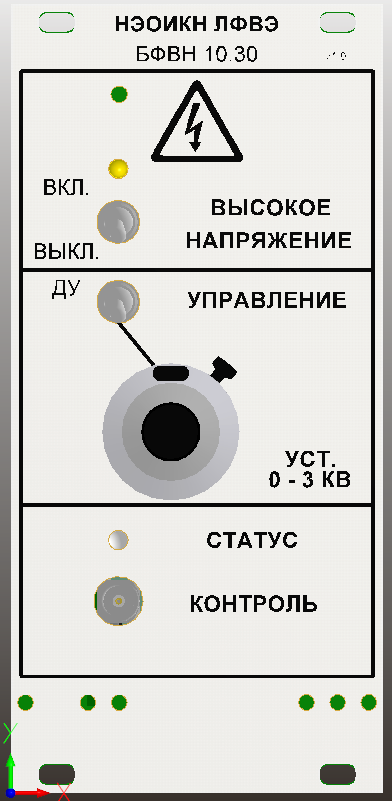 НЭОИКН ЛФВЭ
БФВН 10.30
ВКЛ.
ВЫСОКОЕ
НАПРЯЖЕНИЕ
ВЫКЛ.
ДУ
УПРАВЛЕНИЕ
УСТ.
0 - 3 КВ
СТАТУС
КОНТРОЛЬ
Y
X